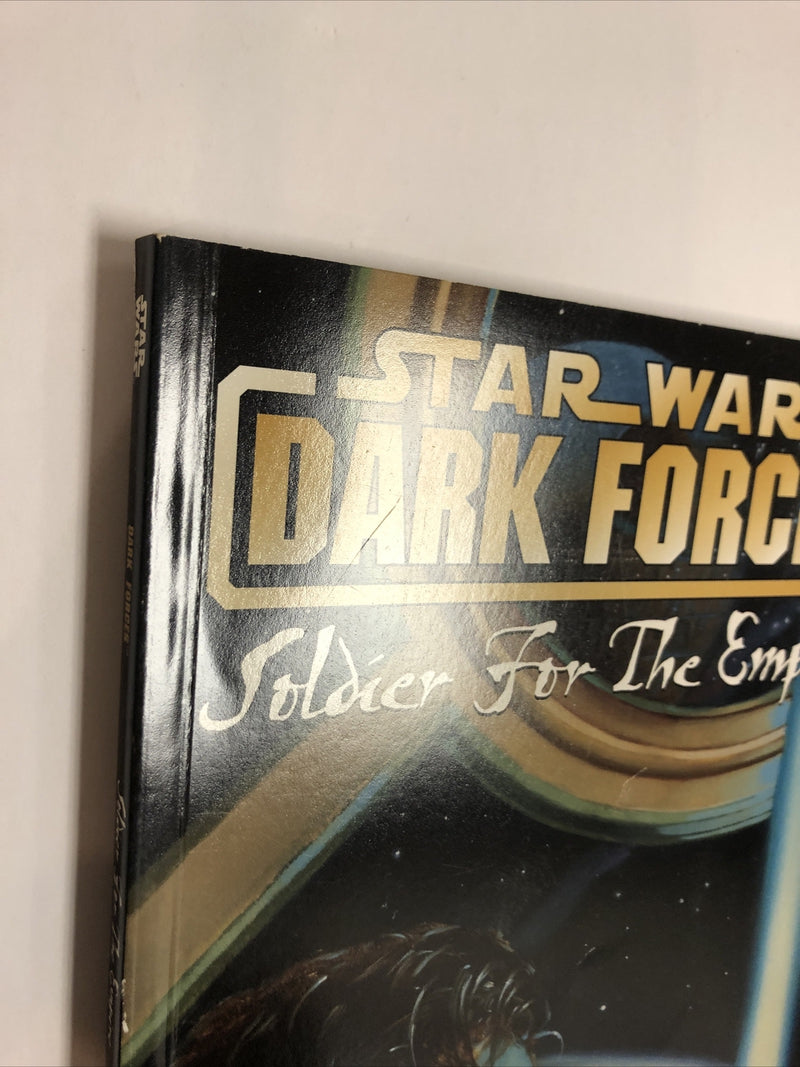 STAR WAR
DARK FORC
Soldier For The Emp
STAR
WARS
DARK FORCES